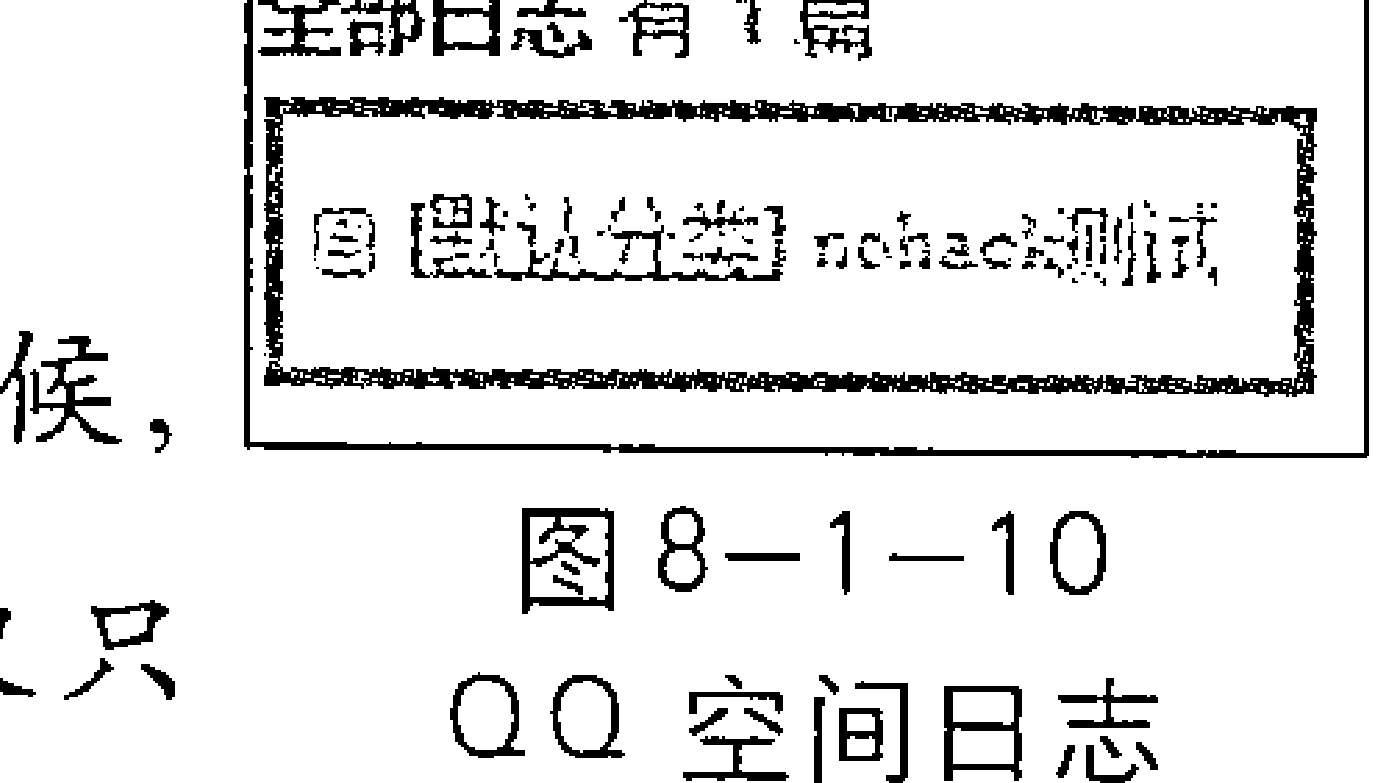 全部日志 有 1 篇
[默认分类] nohack测试
候，
图 8-1-10
只
QQ 空间日志